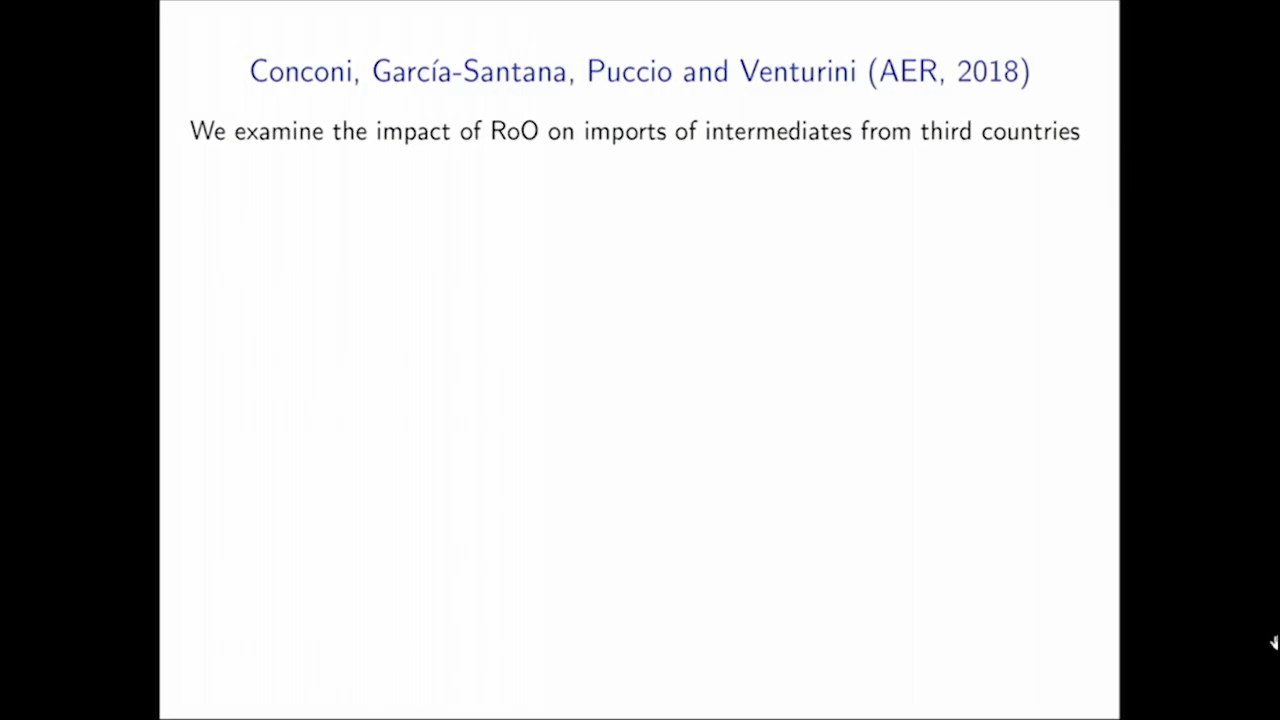 Conconi, García-Santana, Puccio and Venturini (AER, 2018)
We examine the impact of RoO on imports of intermediates from third countries